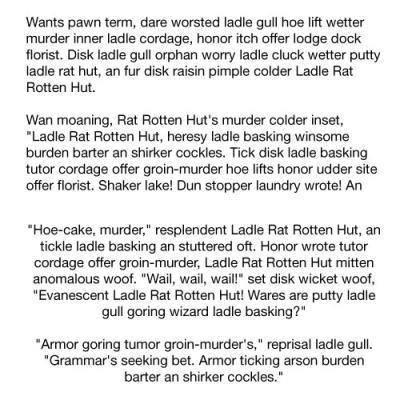 Wants pawn term, dare worsted ladle gull hoe lift wetter
murder inner ladle cordage, honor itch offer lodge dock
florist. Disk ladle gull orphan worry ladle cluck wetter putty
ladle rat hut, an fur disk raisin pimple colder Ladle Rat
Rotten Hut.
Wan moaning, Rat Rotten Hut's murder colder inset,
"Ladle Rat Rotten Hut, heresy ladle basking winsome
burden barter an shirker cockles. Tick disk ladle basking
tutor cordage offer groin-murder hoe lifts honor udder site
offer florist. Shaker lake! Dun stopper laundry wrote! An
"Hoe-cake, murder," resplendent Ladle Rat Rotten Hut, an
tickle ladle basking an stuttered oft. Honor wrote tutor
cordage offer groin-murder, Ladle Rat Rotten Hut mitten
anomalous woof. "Wail, wail, wail!" set disk wicket woof,
"Evanescent Ladle Rat Rotten Hut! Wares are putty ladle
gull goring wizard ladle basking?"
"Armor goring tumor groin-murder's," reprisal ladle gull.
"Grammar's seeking bet. Armor ticking arson burden
barter an shirker cockles."